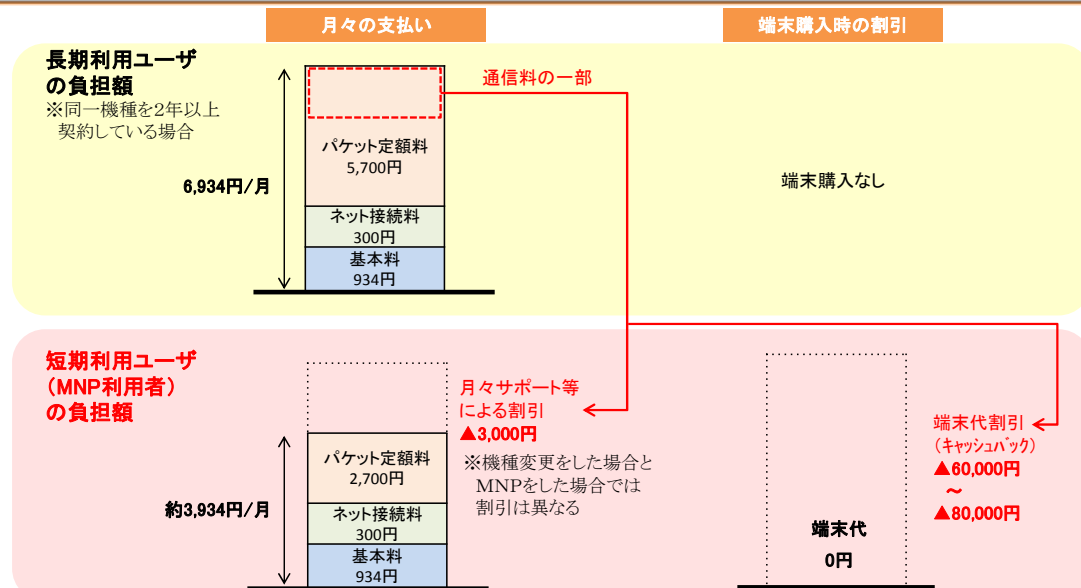 月々の支払い
端末購入時の割引
長期利用ユーザ
の負担額
※同一機種を2年以上
契約している場合
6,934円/月
通信料の一部
パケット定額料
5,700円
ネット接続料
300円
基本料
934円
端末購入なし
短期利用ユーザ
(MNP利用者)
の負担額
約3,934円/月
パケット定額料
2,700円
ネット接続料
300円
基本料
934円
月々サポート等
による割引
▲3,000円
※機種変更をした場合と
MNPをした場合では
割引は異なる
端末代
0円
端末代割引
(キャッシュバック)
▲60,000円
～
▲80,000円